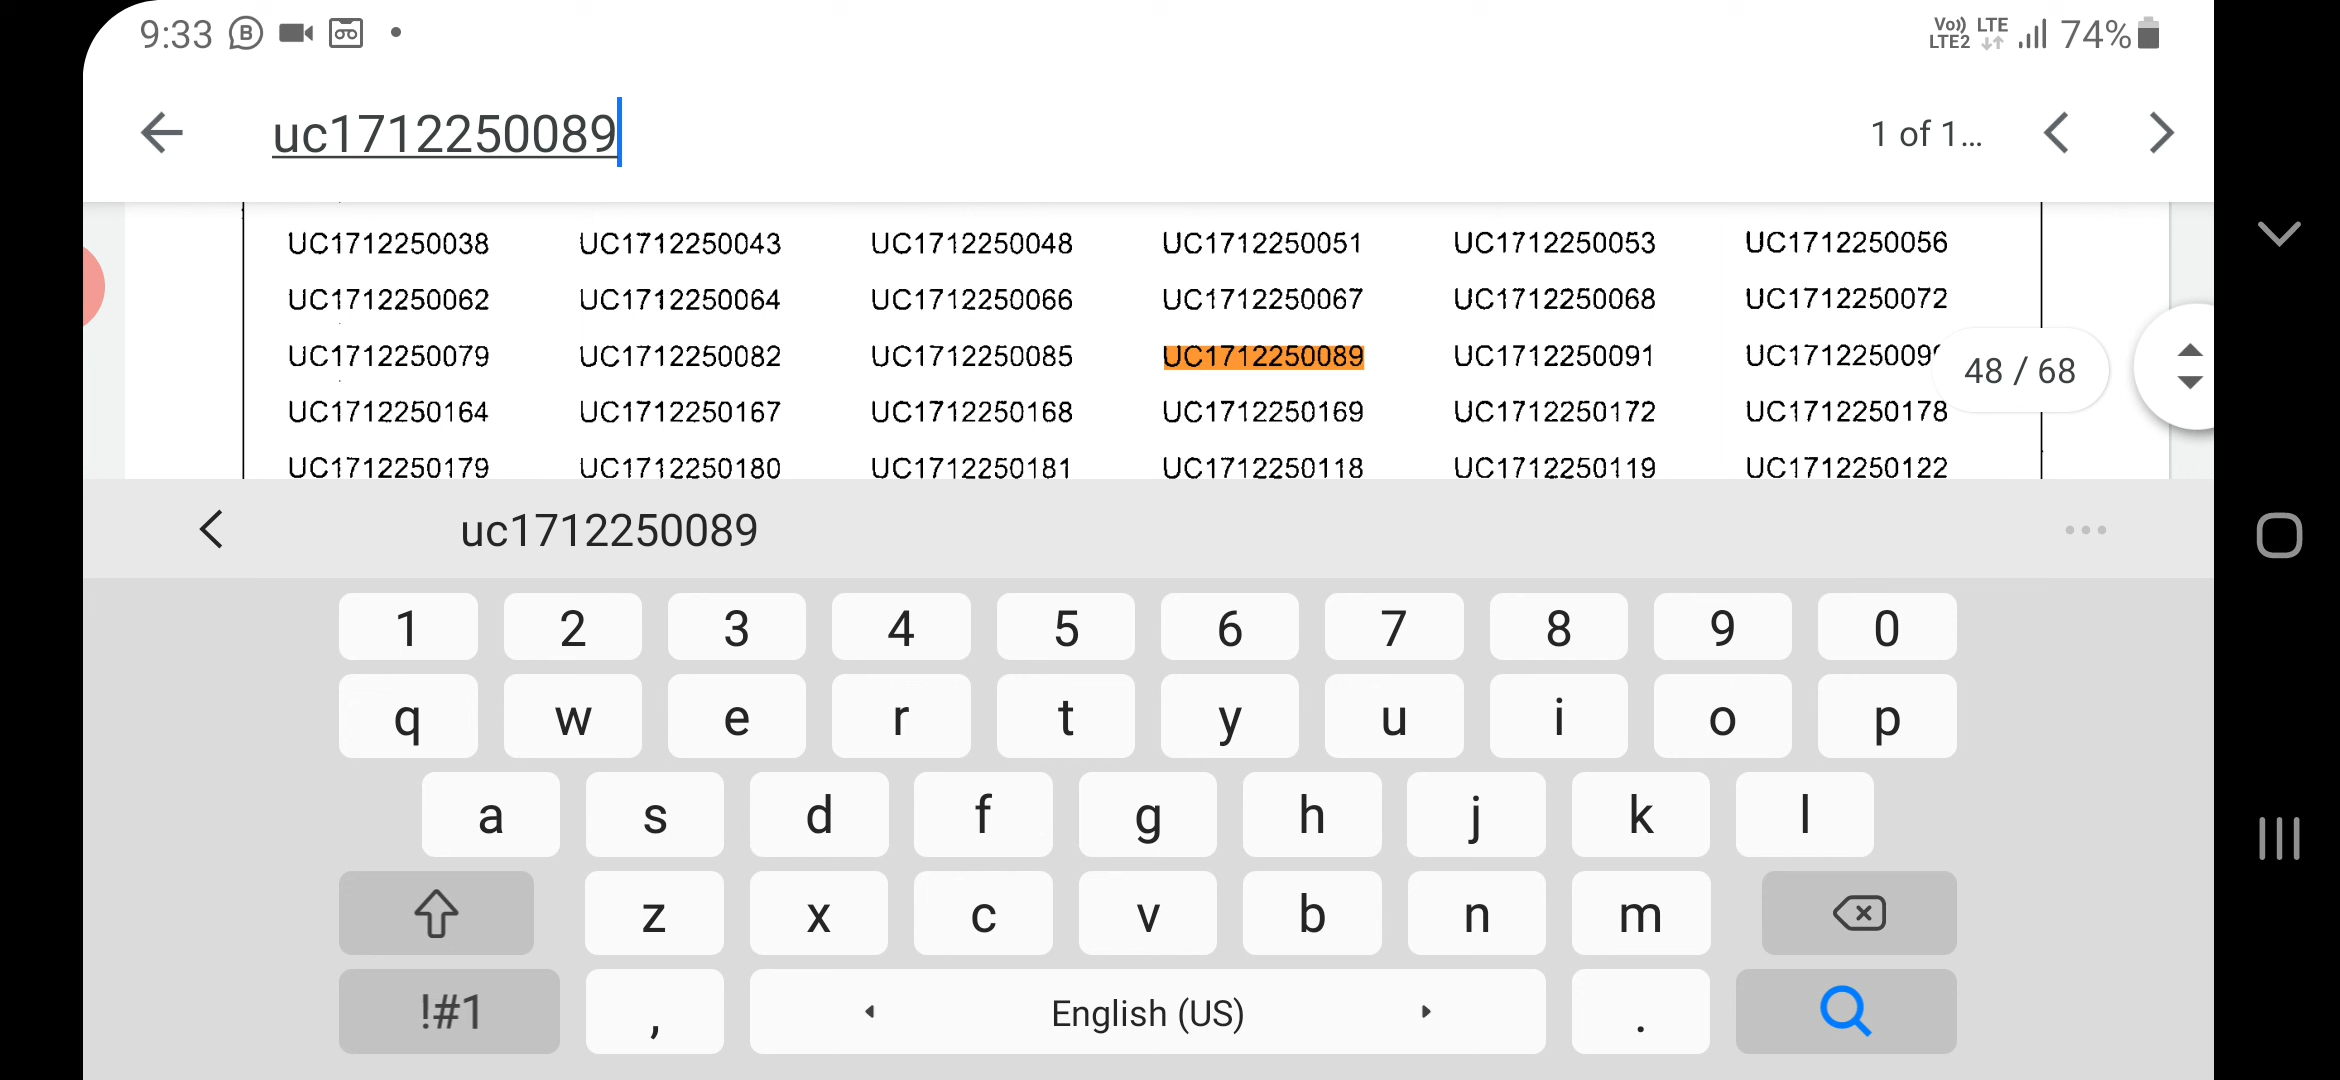 9:33 Vo)) LTE 74%
LTE2
uc1712250089 1 of 1...
UC1712250038 UC1712250043 UC1712250048 UC1712250051 UC1712250053 UC1712250056
UC1712250062 UC1712250064 UC1712250066 UC1712250067 UC1712250068 UC1712250072
UC1712250079 UC1712250082 UC1712250085 UC1712250089 UC1712250091
48 / 68
UC1712250164 UC1712250167 UC1712250168 UC1712250169 UC1712250172 UC1712250178
UC1712250179 UC1712250180 UC1712250181 UC1712250118 UC1712250119 UC1712250122
uc1712250089 ...
1 2 3 4 5 6 7 8 9 0
q w e r t y u i o p
a s d f g h j k l
z x c v b n m
!#1 , English (US) .